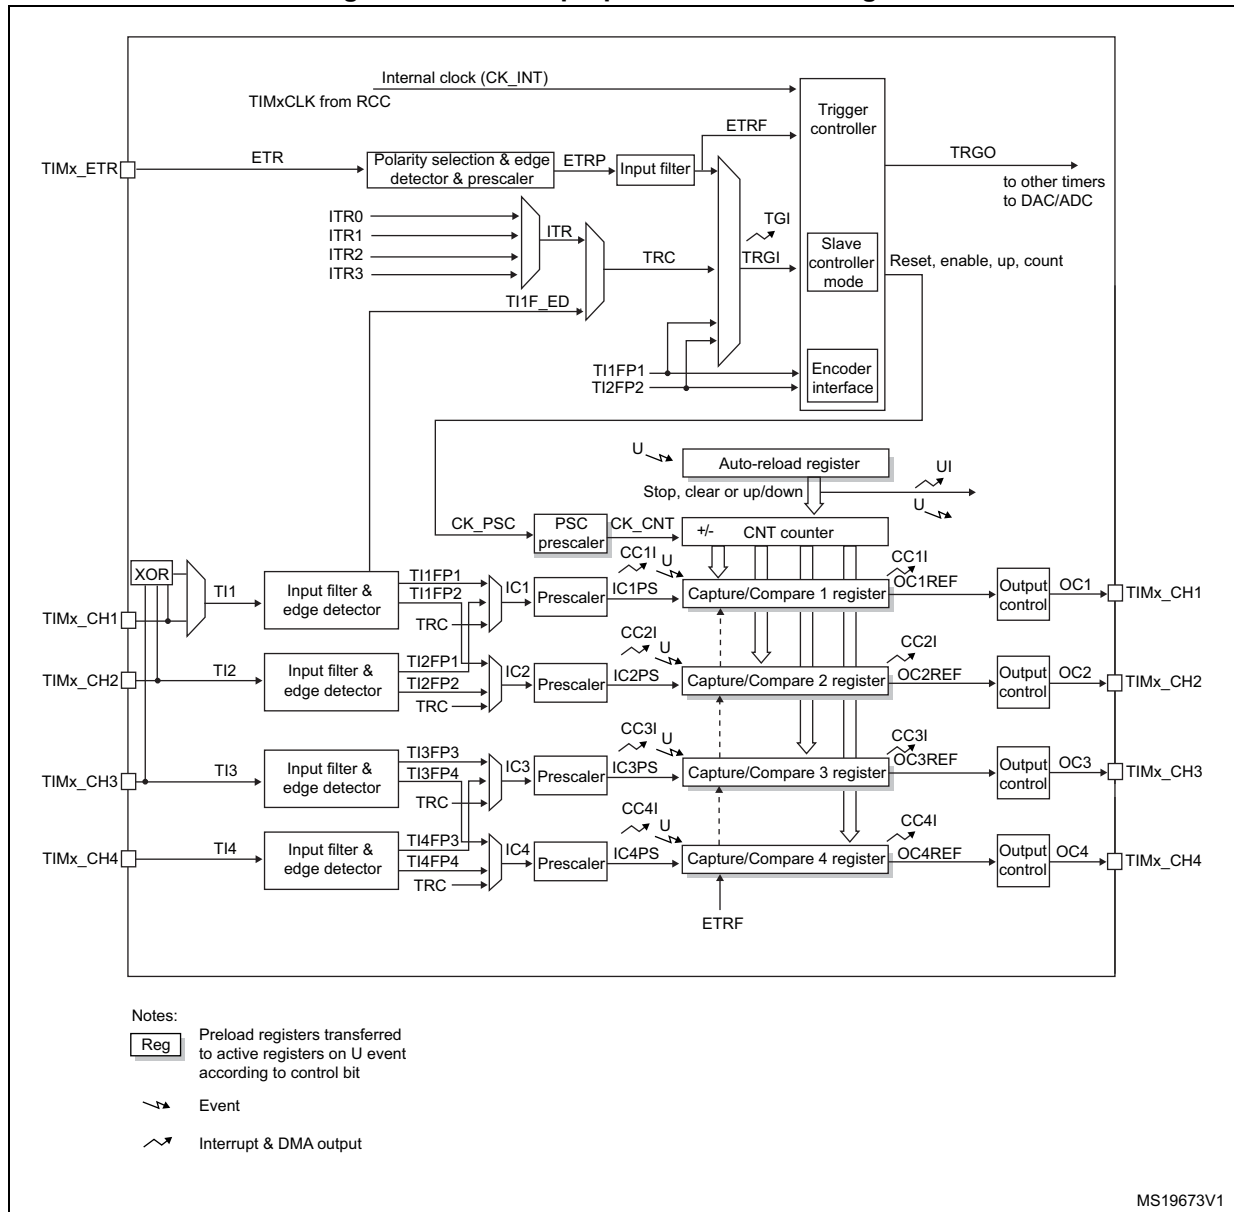 Internal clock (CK_INT)
TIMxCLK from RCC
Trigger
controller
ETRF
TIMx_ETR
ETR
Polarity selection & edge
detector & prescaler
ETRP
Input filter
TRGO
to other timers
to DAC/ADC
ITR0
ITR1
ITR2
ITR3
ITR
TRC
TGI
TRGI
Slave
controller
mode
Reset, enable, up, count
TI1F_ED
TI1FP1
TI2FP2
Encoder
interface
U
Auto-reload register
UI
Stop, clear or up/down
U
CK_PSC
PSC
prescaler
CK_CNT
+/-
CNT counter
XOR
TI1
TIMx_CH1
Input filter &
edge detector
TI1FP1
TI1FP2
TRC
IC1
Prescaler
CC1I
U
IC1PS
Capture/Compare 1 register
CC1I
OC1REF
Output
control
OC1
TIMx_CH1
TIMx_CH2
TI2
Input filter &
edge detector
TI2FP1
TI2FP2
TRC
IC2
Prescaler
CC2I
U
IC2PS
Capture/Compare 2 register
CC2I
OC2REF
Output
control
OC2
TIMx_CH2
TIMx_CH3
TI3
Input filter &
edge detector
TI3FP3
TI3FP4
TRC
IC3
Prescaler
CC3I
U
IC3PS
Capture/Compare 3 register
CC3I
OC3REF
Output
control
OC3
TIMx_CH3
TIMx_CH4
TI4
Input filter &
edge detector
TI4FP3
TI4FP4
TRC
IC4
Prescaler
CC4I
U
IC4PS
Capture/Compare 4 register
CC4I
OC4REF
Output
control
OC4
TIMx_CH4
ETRF
Notes:
Reg
Preload registers transferred
to active registers on U event
according to control bit
Event
Interrupt & DMA output
MS19673V1